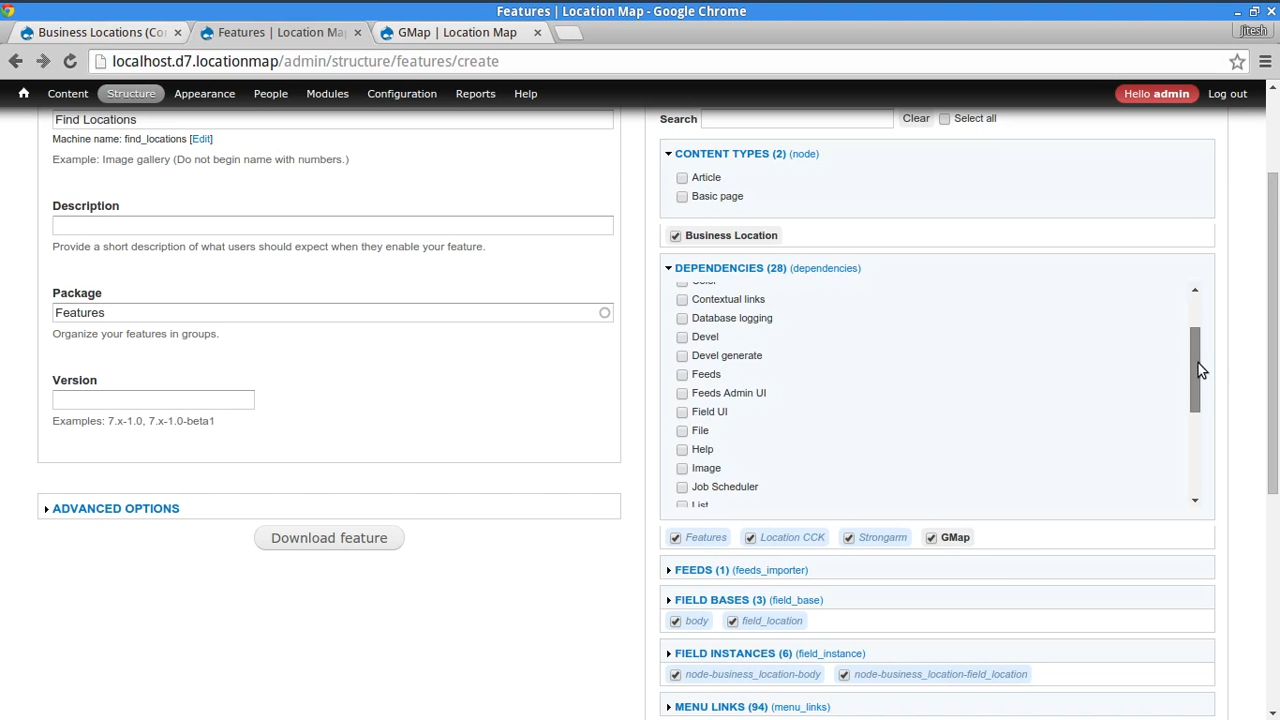 Features | Location Map - Google Chrome
Business Locations (Co
Features | Location Ma
GMap | Location Map
jitesh
localhost.d7.locationmap/admin/structure/features/create
Content Structure Appearance People Modules Configuration Reports Help Hello admin Log out
Find Locations
Machine name: find_locations [Edit]
Example: Image gallery (Do not begin name with numbers.)
Description
Provide a short description of what users should expect when they enable your feature.
Package
Features
Organize your features in groups.
Version
Examples: 7.x-1.0, 7.x-1.0-beta1
ADVANCED OPTIONS
Download feature
Search Clear Select all
CONTENT TYPES (2) (node)
Article
Basic page
Business Location
DEPENDENCIES (28) (dependencies)
Color
Contextual links
Database logging
Devel
Devel generate
Feeds
Feeds Admin UI
Field UI
File
Help
Image
Job Scheduler
List
Features Location CCK Strongarm GMap
FEEDS (1) (feeds_importer)
FIELD BASES (3) (field_base)
body field_location
FIELD INSTANCES (6) (field_instance)
node-business_location-body node-business_location-field_location
MENU LINKS (94) (menu_links)